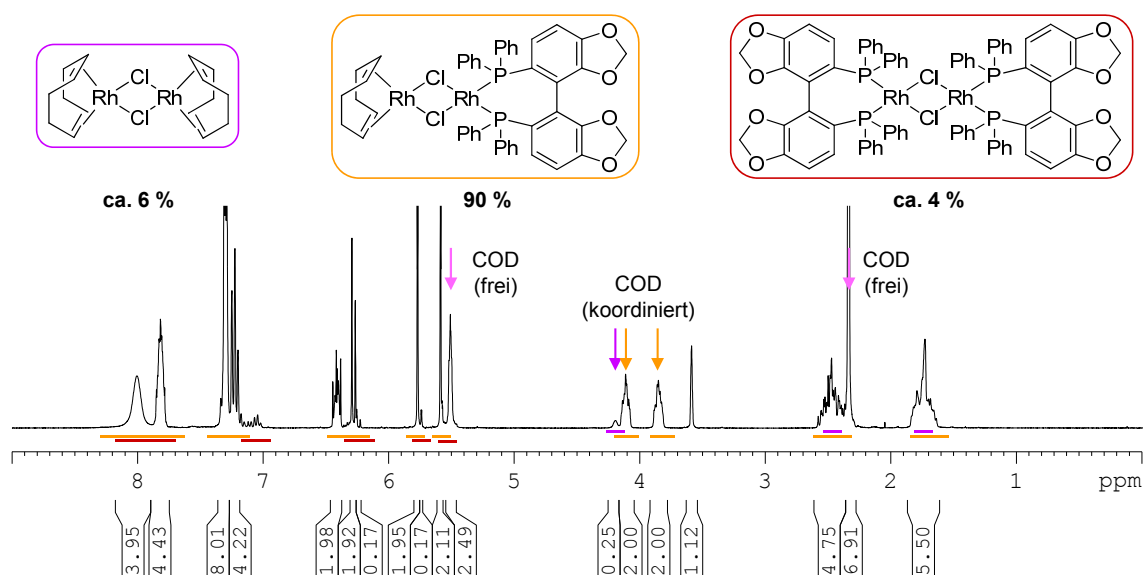 Cl
Rh Rh
Cl
Cl
Rh Rh
Cl
Ph Ph
P
P
Ph Ph
O
O
O
O
O
O
O
O
Ph Ph
P
P
Ph Ph
Cl
Rh Rh
Cl
Ph Ph
P
P
Ph Ph
O
O
O
O
ca. 6 % 90 % ca. 4 %
COD
(frei)
COD
(koordiniert)
COD
(frei)
8 7 6 5 4 3 2 1 ppm
3.95
4.43
8.01
4.22
1.98
1.92
0.17
1.95
0.17
2.11
2.49
0.25
2.00
2.00
1.12
4.75
6.91
5.50